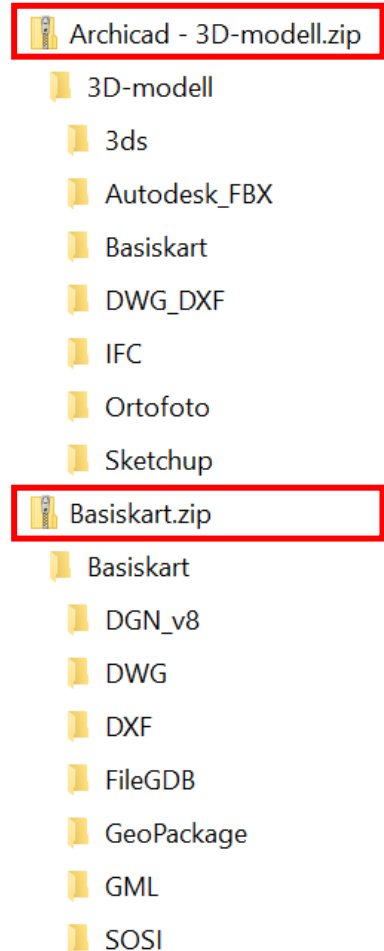 Archicad - 3D-modell.zip
3D-modell
3ds
Autodesk_FBX
Basiskart
DWG_DXF
IFC
Ortofoto
Sketchup
Basiskart.zip
Basiskart
DGN_v8
DWG
DXF
FileGDB
GeoPackage
GML
SOSI